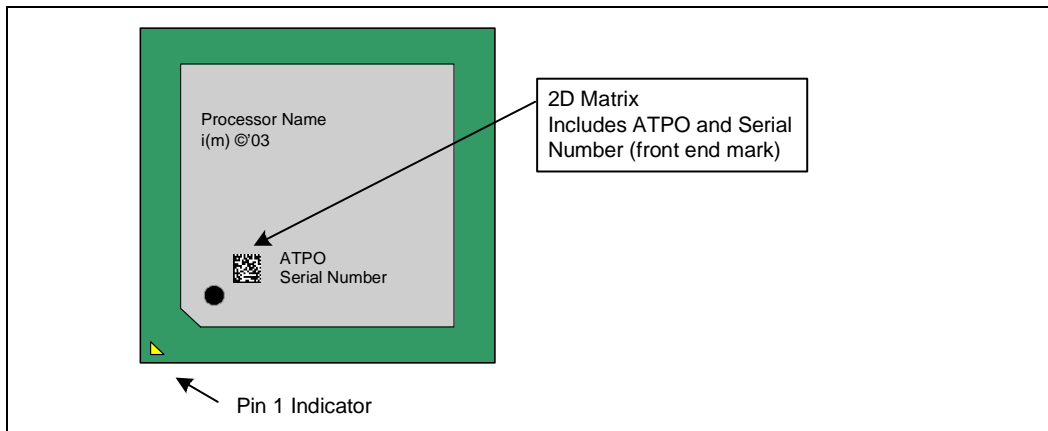 Processor Name
i(m) ©'03
2D Matrix
Includes ATPO and Serial
Number (front end mark)
ATPO
Serial Number
Pin 1 Indicator